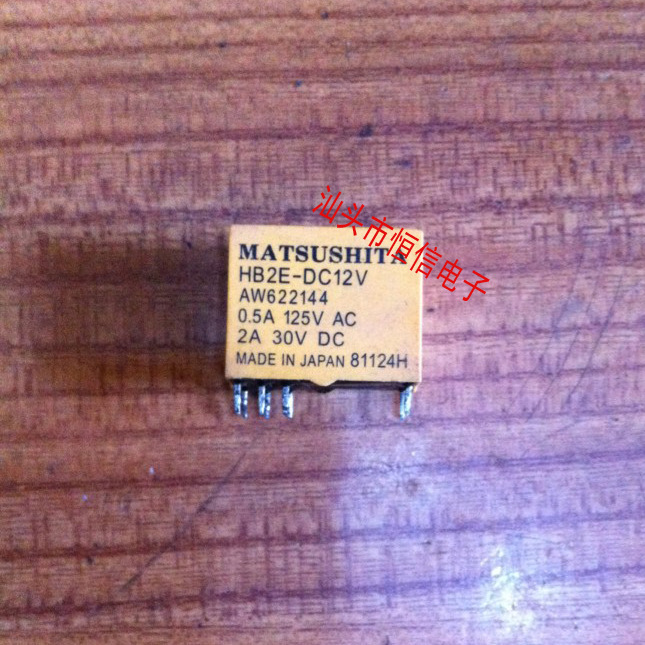 汕头市恒信电子
MATSUSHITA
HB2E-DC12V
AW622144
0.5A 125V AC
2A 30V DC
MADE IN JAPAN 81124H